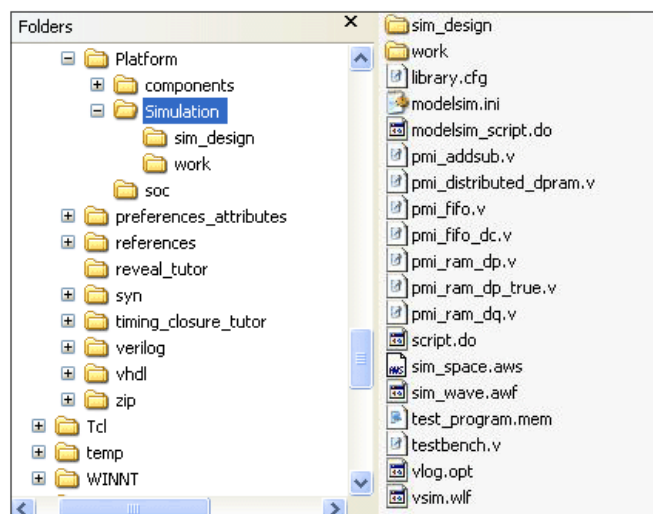 Folders
Platform
components
Simulation
sim_design
work
soc
preferences_attributes
references
reveal_tutor
syn
timing_closure_tutor
verilog
vhdl
zip
Tcl
temp
WINNT
sim_design
work
library.cfg
modelsim.ini
modelsim_script.do
pmi_addsub.v
pmi_distributed_dpram.v
pmi_fifo.v
pmi_fifo_dc.v
pmi_ram_dp.v
pmi_ram_dp_true.v
pmi_ram_dq.v
script.do
sim_space.aws
sim_wave.awf
test_program.mem
testbench.v
vlog.opt
vsim.wlf